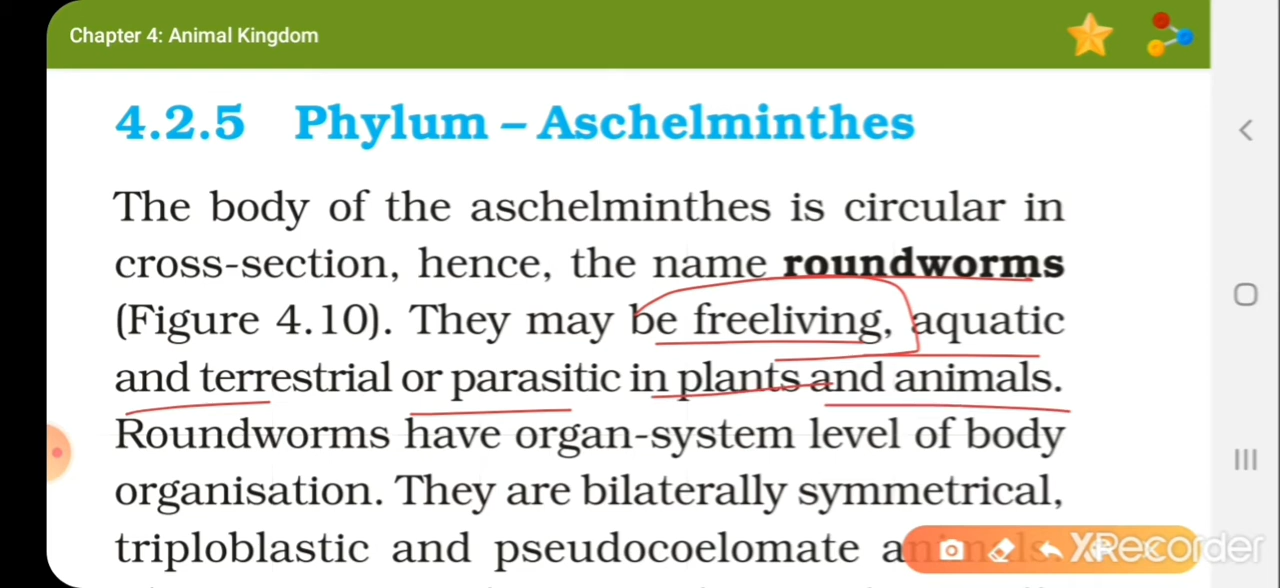 Chapter 4: Animal Kingdom
4.2.5 Phylum – Aschelminthes
The body of the aschelminthes is circular in
cross-section, hence, the name roundworms
(Figure 4.10). They may be freeliving, aquatic
and terrestrial or parasitic in plants and animals.
Roundworms have organ-system level of body
organisation. They are bilaterally symmetrical,
triploblastic and pseudocoelomate animals.
XRecorder